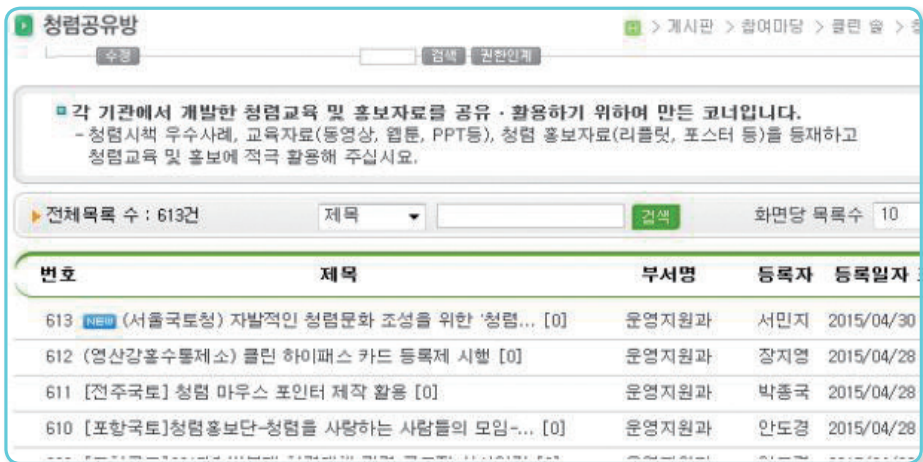 청렴공유방
> 게시판 > 참여마당 > 클린 숲 >
수정 검색 권한인계
각 기관에서 개발한 청렴교육 및 홍보자료를 공유 · 활용하기 위하여 만든 코너입니다.
- 청렴시책 우수사례, 교육자료(동영상, 웹툰, PPT등), 청렴 홍보자료(리플릿, 포스터 등)을 등재하고
청렴교육 및 홍보에 적극 활용해 주십시요.
전체목록 수 : 613건 제목 검색 화면당 목록수 10
번호 제목 부서명 등록자 등록일자
613 NEW (서울국토청) 자발적인 청렴문화 조성을 위한 '청렴... [0] 운영지원과 서민지 2015/04/30
612 (영산강홍수통제소) 클린 하이패스 카드 등록제 시행 [0] 운영지원과 장지영 2015/04/28
611 [전주국토] 청렴 마우스 포인터 제작 활용 [0] 운영지원과 박종국 2015/04/28
610 [포항국토]청렴홍보단-청렴을 사랑하는 사람들의 모임-... [0] 운영지원과 안도경 2015/04/28